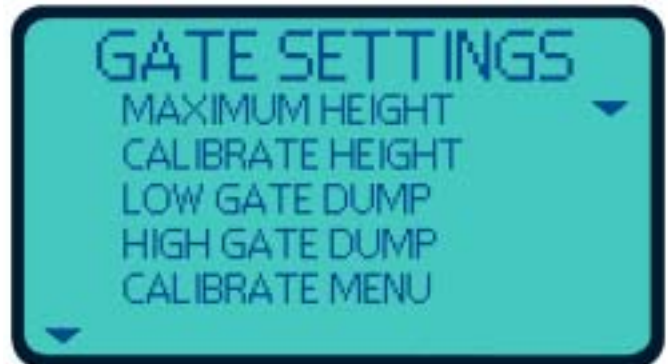 GATE SETTINGS
MAXIMUM HEIGHT
CALIBRATE HEIGHT
LOW GATE DUMP
HIGH GATE DUMP
CALIBRATE MENU